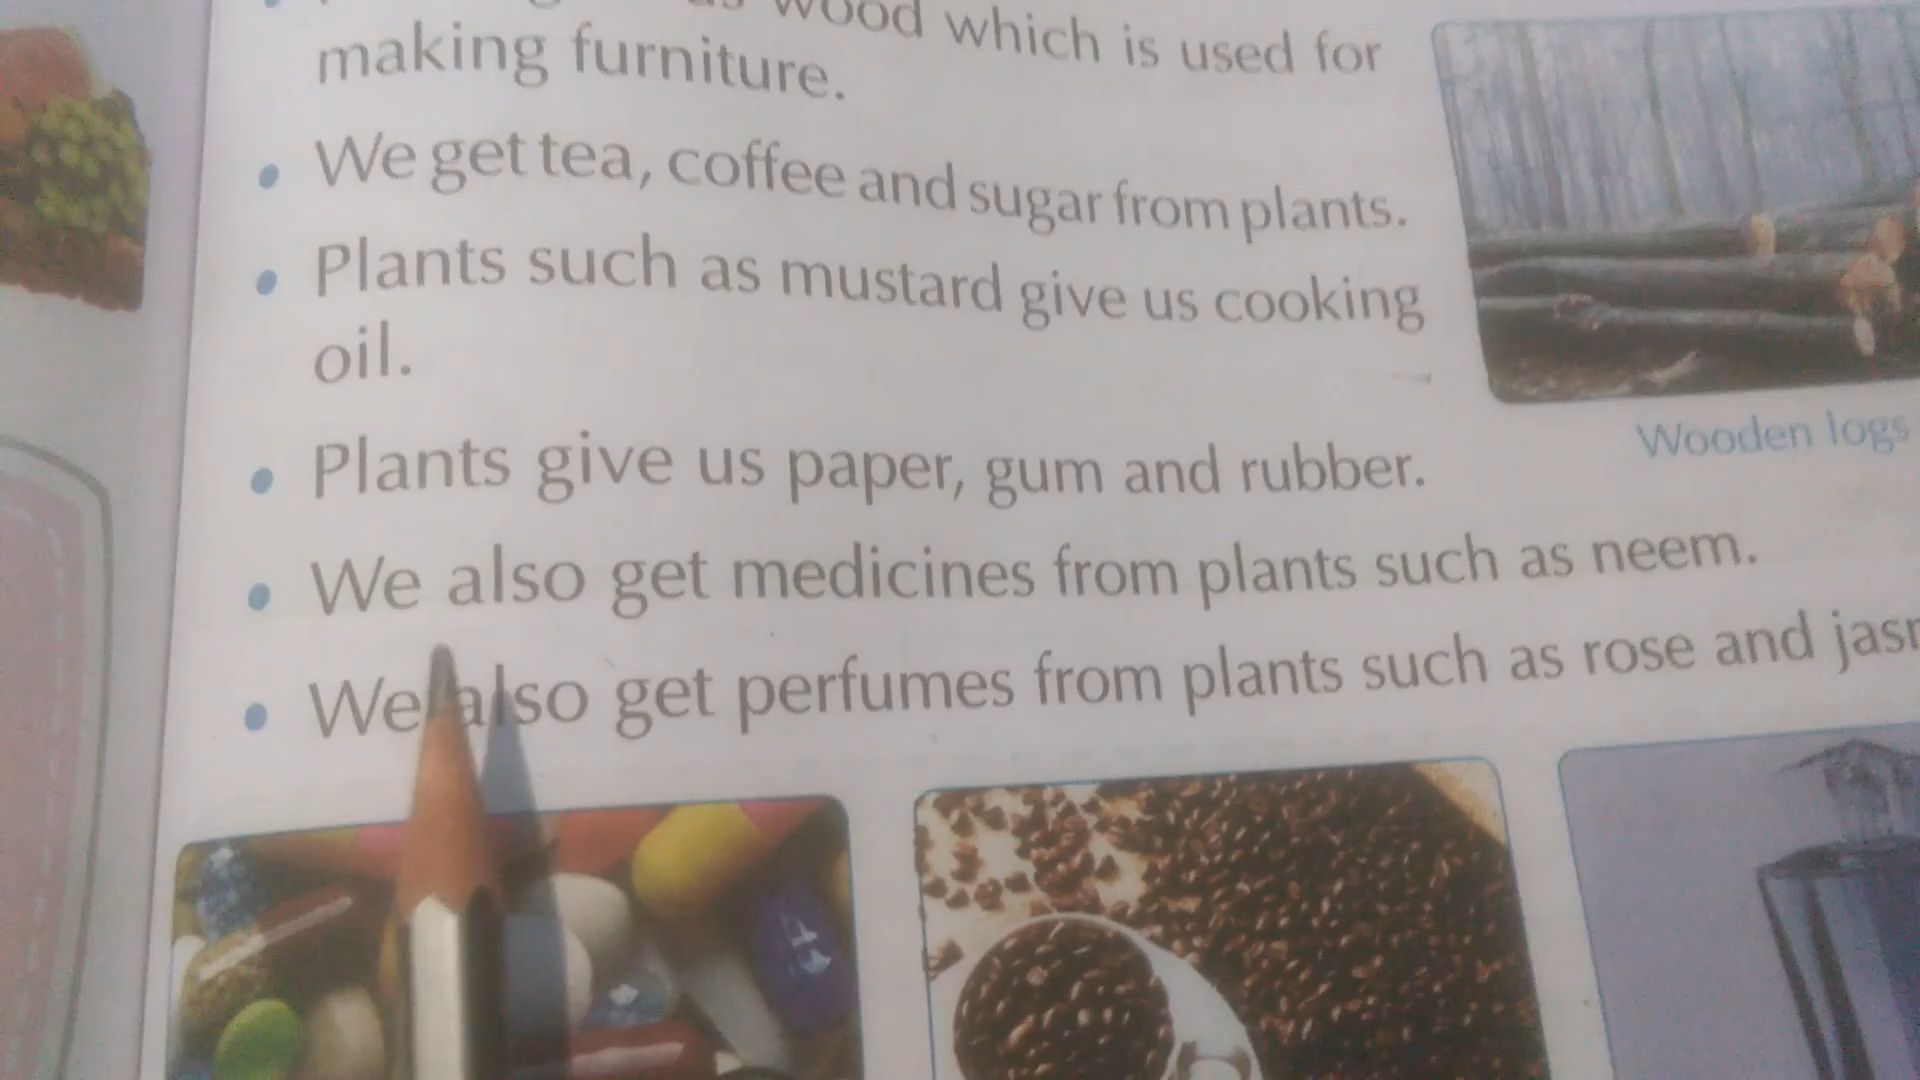 wood which is used for
making furniture.
• We get tea, coffee and sugar from plants.
• Plants such as mustard give us cooking
oil.
Wooden logs
• Plants give us paper, gum and rubber.
• We also get medicines from plants such as neem.
• We also get perfumes from plants such as rose and